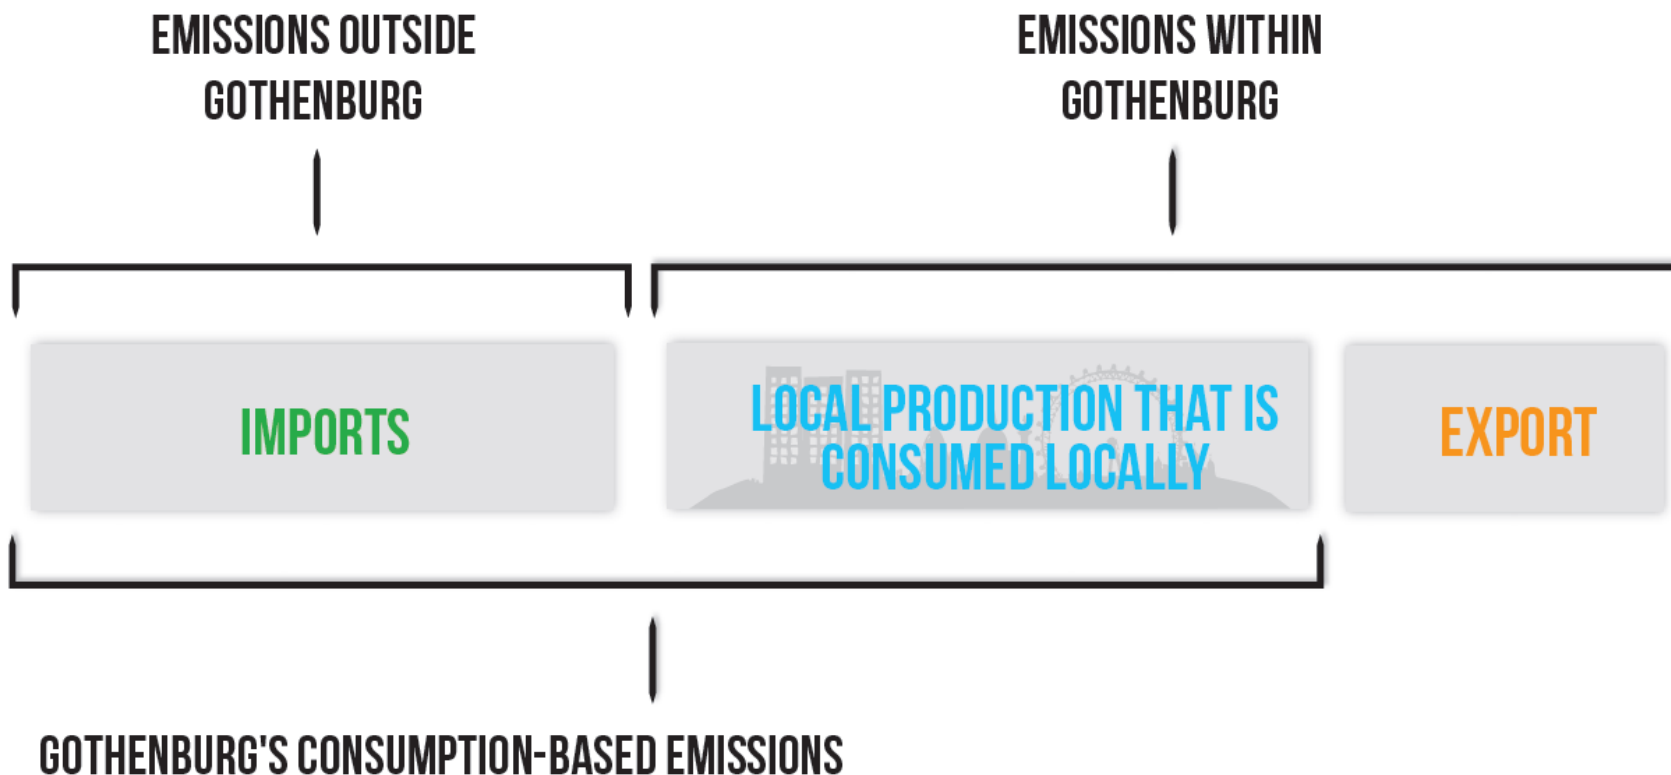 EMISSIONS OUTSIDE
GOTHENBURG
EMISSIONS WITHIN
GOTHENBURG
IMPORTS
LOCAL PRODUCTION THAT IS
CONSUMED LOCALLY
EXPORT
GOTHENBURG'S CONSUMPTION-BASED EMISSIONS